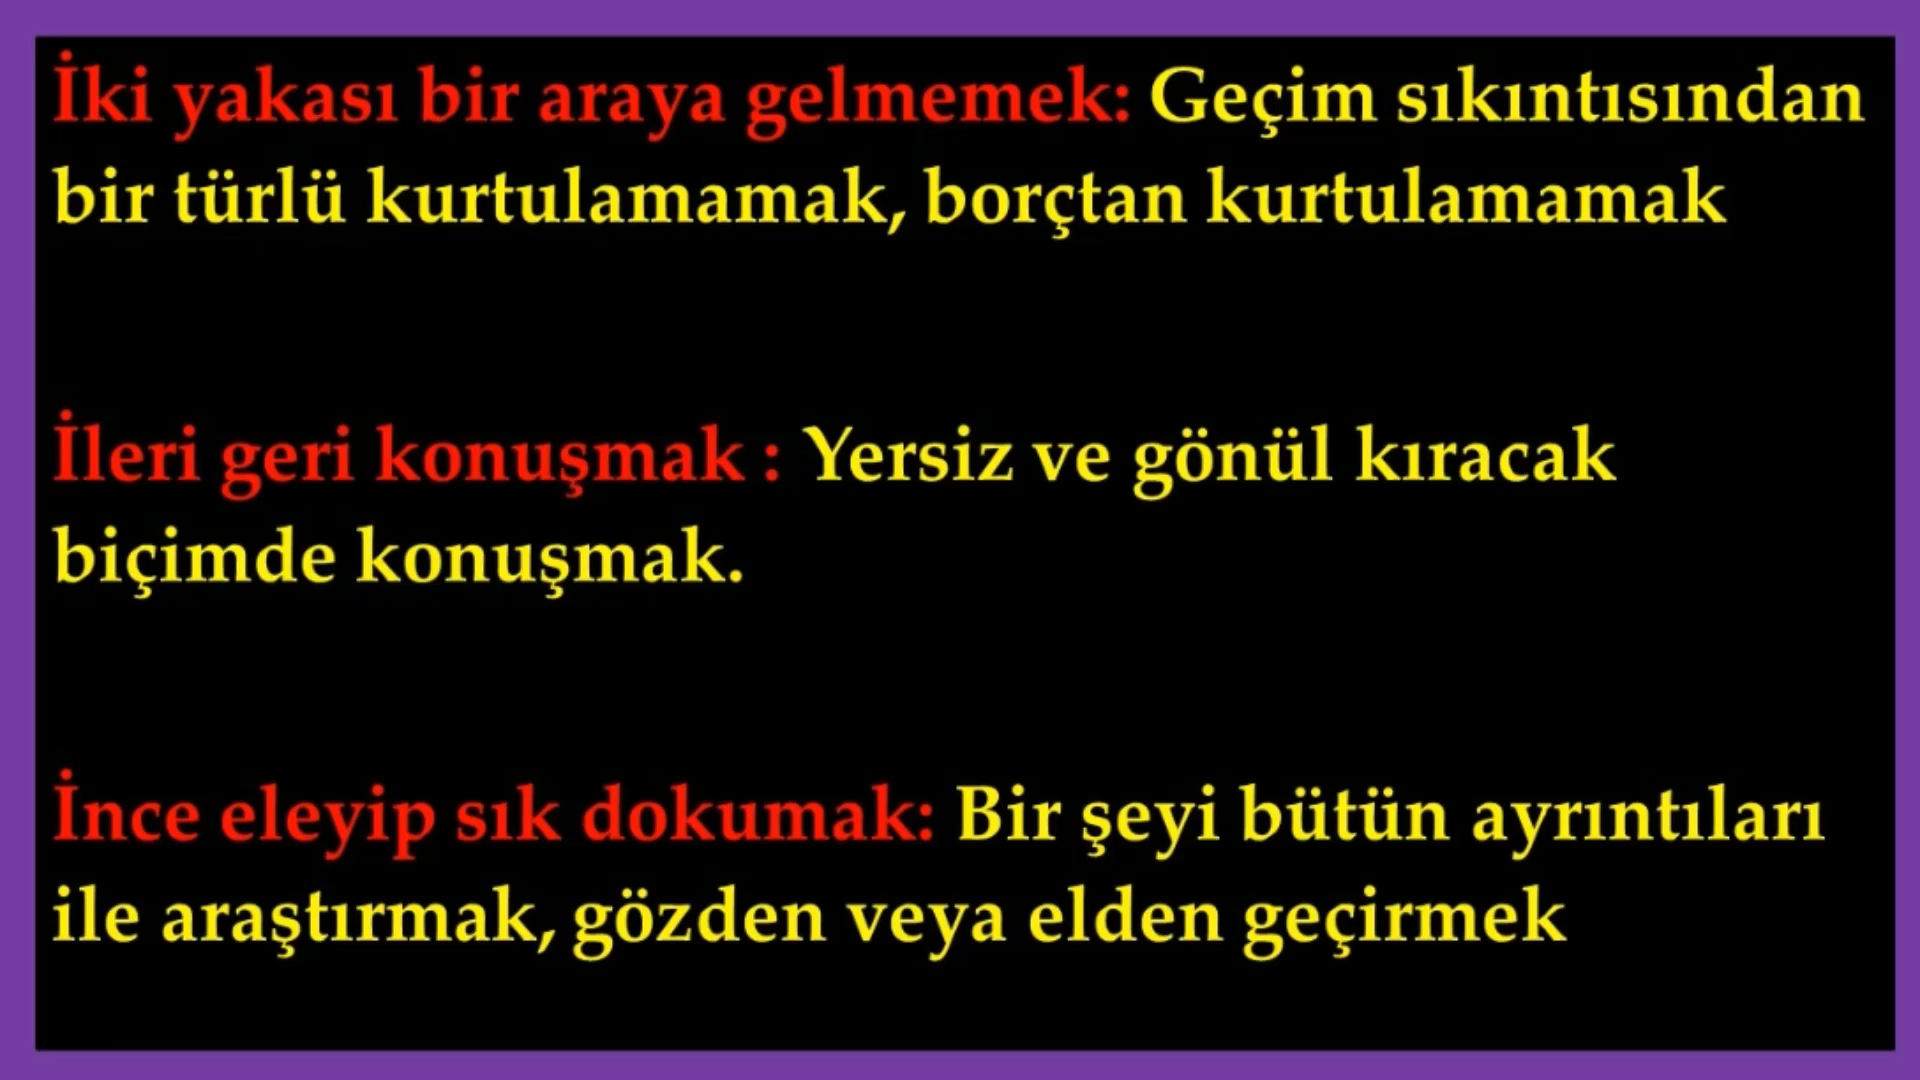 İki yakası bir araya gelmemek: Geçim sıkıntısından
bir türlü kurtulamamak, borçtan kurtulamamak
İleri geri konuşmak : Yersiz ve gönül kıracak
biçimde konuşmak.
İnce eleyip sık dokumak: Bir şeyi bütün ayrıntıları
ile araştırmak, gözden veya elden geçirmek